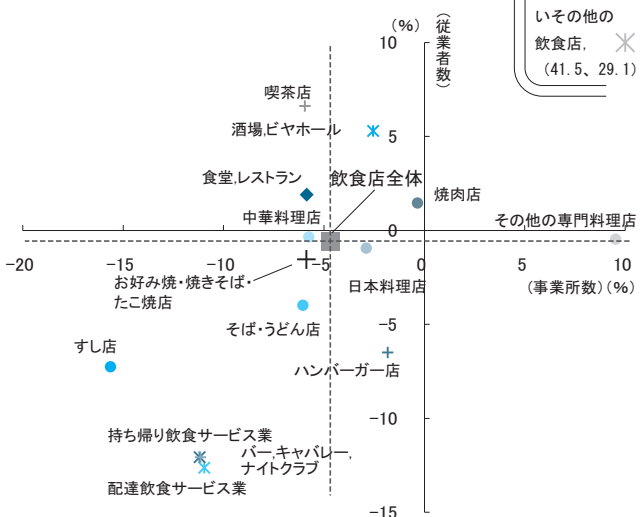 いその他の
飲食店,
(41.5、29.1)
(%)
(従業者数)
10
喫茶店
酒場,ビヤホール
5
食堂,レストラン
飲食店全体
焼肉店
中華料理店
その他の専門料理店
0
-20
-15
-10
-5
0
5
10
お好み焼・焼きそば・
たこ焼店
日本料理店
(事業所数)(%)
そば・うどん店
-5
すし店
ハンバーガー店
-10
持ち帰り飲食サービス業
バー,キャバレー,
ナイトクラブ
配達飲食サービス業
-15